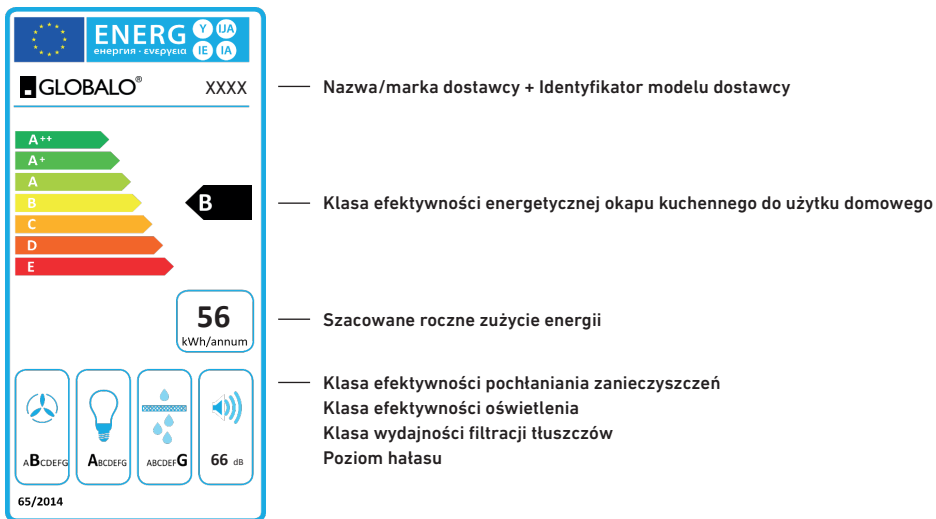 ENERG Y IJA
енергия · ενεργεια IE IA
GLOBALO® XXXX
Nazwa/marka dostawcy + Identyfikator modelu dostawcy
A++
A+
A
B
B
Klasa efektywności energetycznej okapu kuchennego do użytku domowego
C
D
E
56
kWh/annum
Szacowane roczne zużycie energii
Klasa efektywności pochłaniania zanieczyszczeń
Klasa efektywności oświetlenia
Klasa wydajności filtracji tłuszczów
Poziom hałasu
ABCDEFG ABCDEFG ABCDEFG 66 dB
65/2014